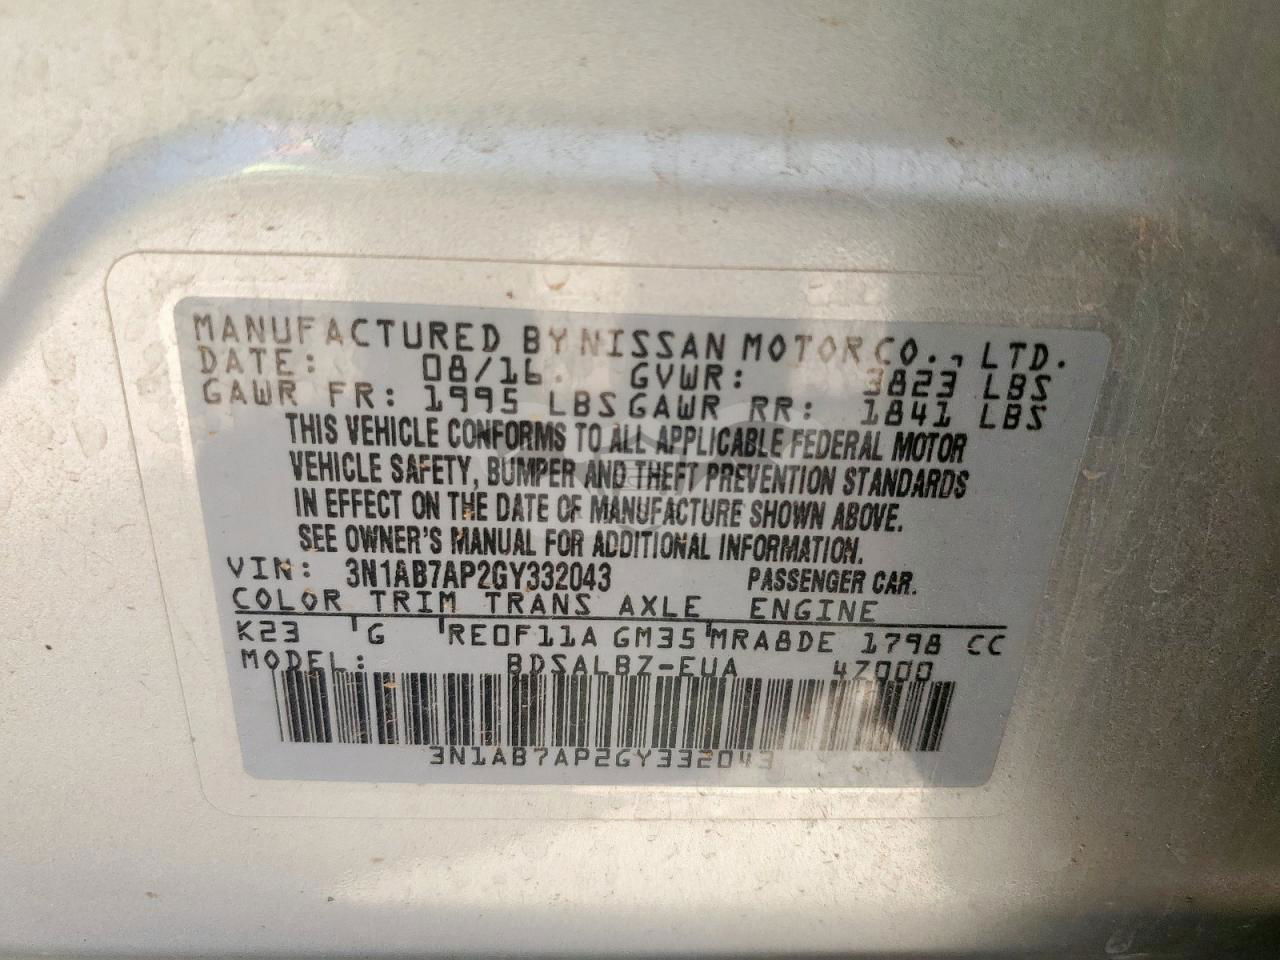 MANUFACTURED BY NISSAN MOTOR CO., LTD.
DATE: 08/16 GVWR: 3823 LBS
GAWR FR: 1995 LBS GAWR RR: 1841 LBS
THIS VEHICLE CONFORMS TO ALL APPLICABLE FEDERAL MOTOR
VEHICLE SAFETY, BUMPER AND THEFT PREVENTION STANDARDS
IN EFFECT ON THE DATE OF MANUFACTURE SHOWN ABOVE.
SEE OWNER'S MANUAL FOR ADDITIONAL INFORMATION.
VIN: 3N1AB7AP2GY332043 PASSENGER CAR.
COLOR TRIM TRANS AXLE ENGINE
K23 G RE0F11A GM35 MRA8DE 1798 CC
MODEL: BDSALBZ-EUA 4Z000
3N1AB7AP2GY332043